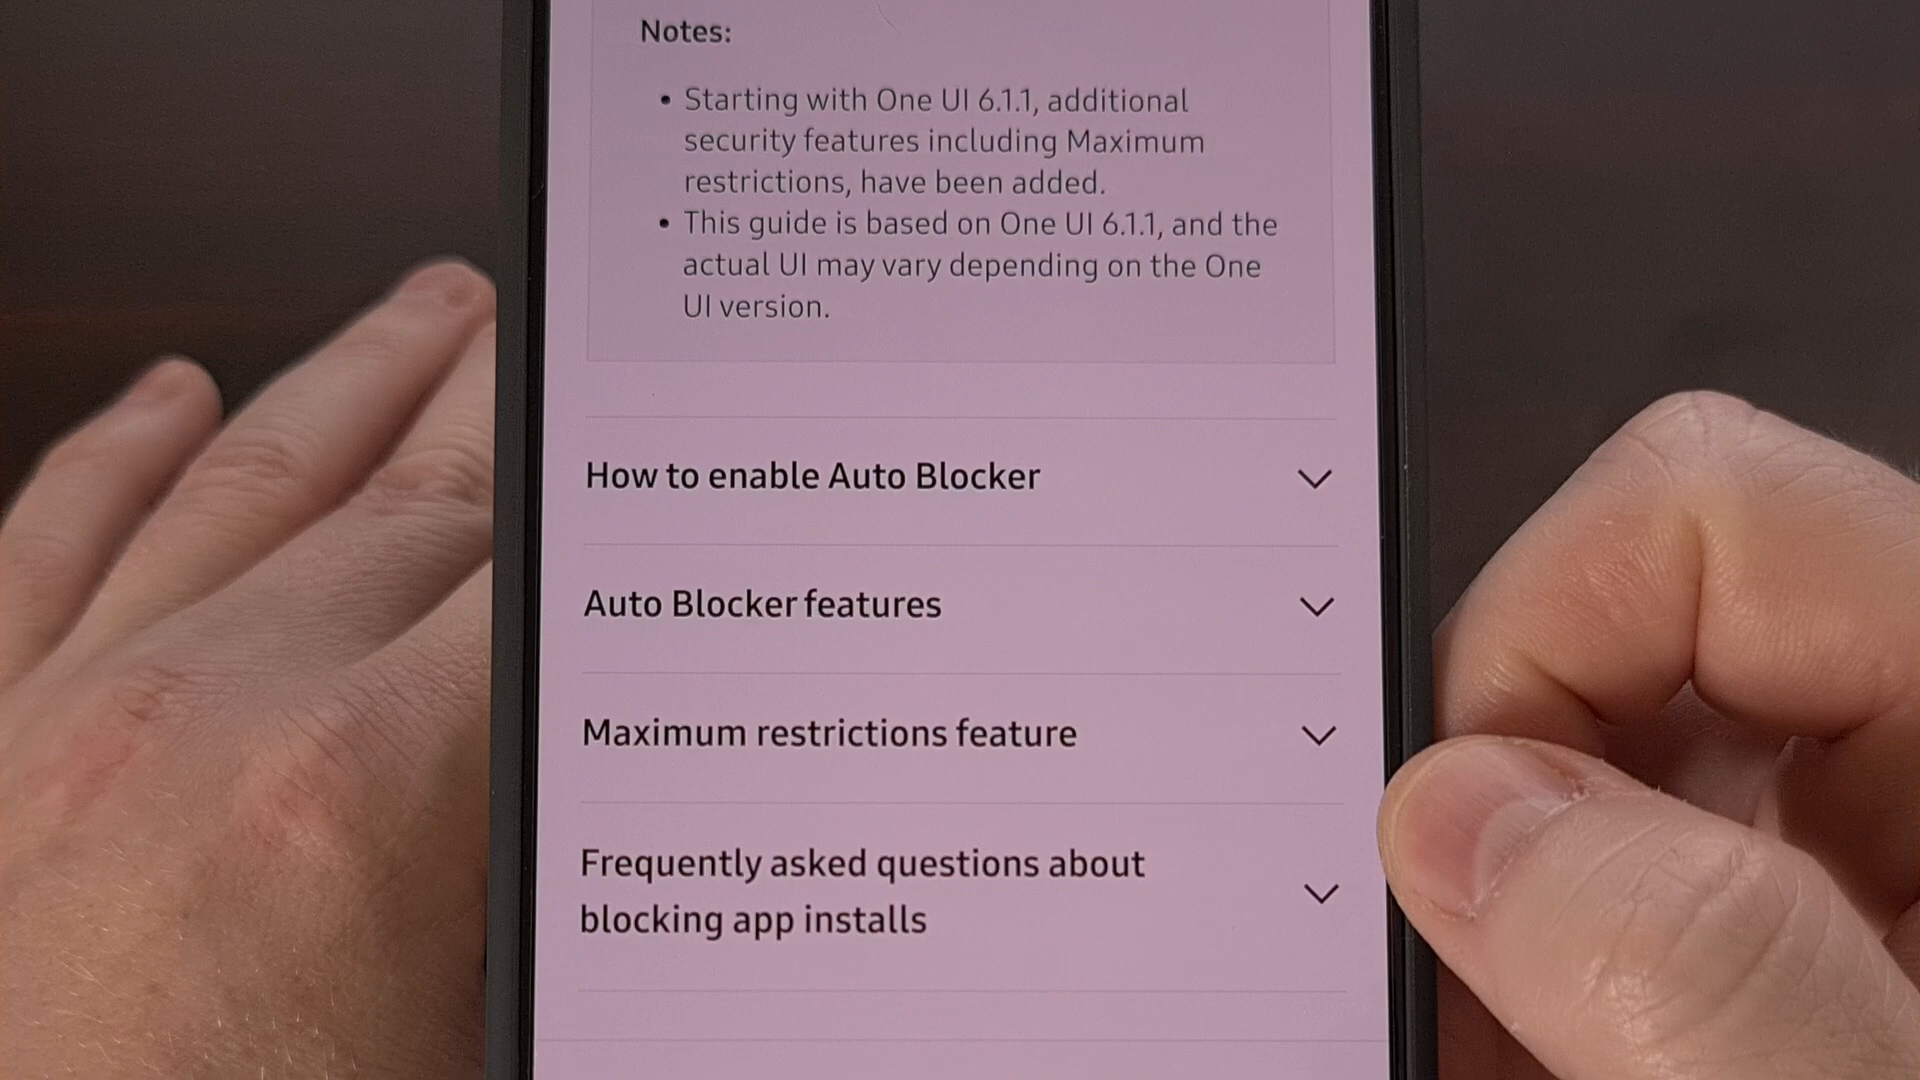 Notes:
• Starting with One UI 6.1.1, additional
security features including Maximum
restrictions, have been added.
• This guide is based on One UI 6.1.1, and the
actual UI may vary depending on the One
UI version.
How to enable Auto Blocker
Auto Blocker features
Maximum restrictions feature
Frequently asked questions about
blocking app installs